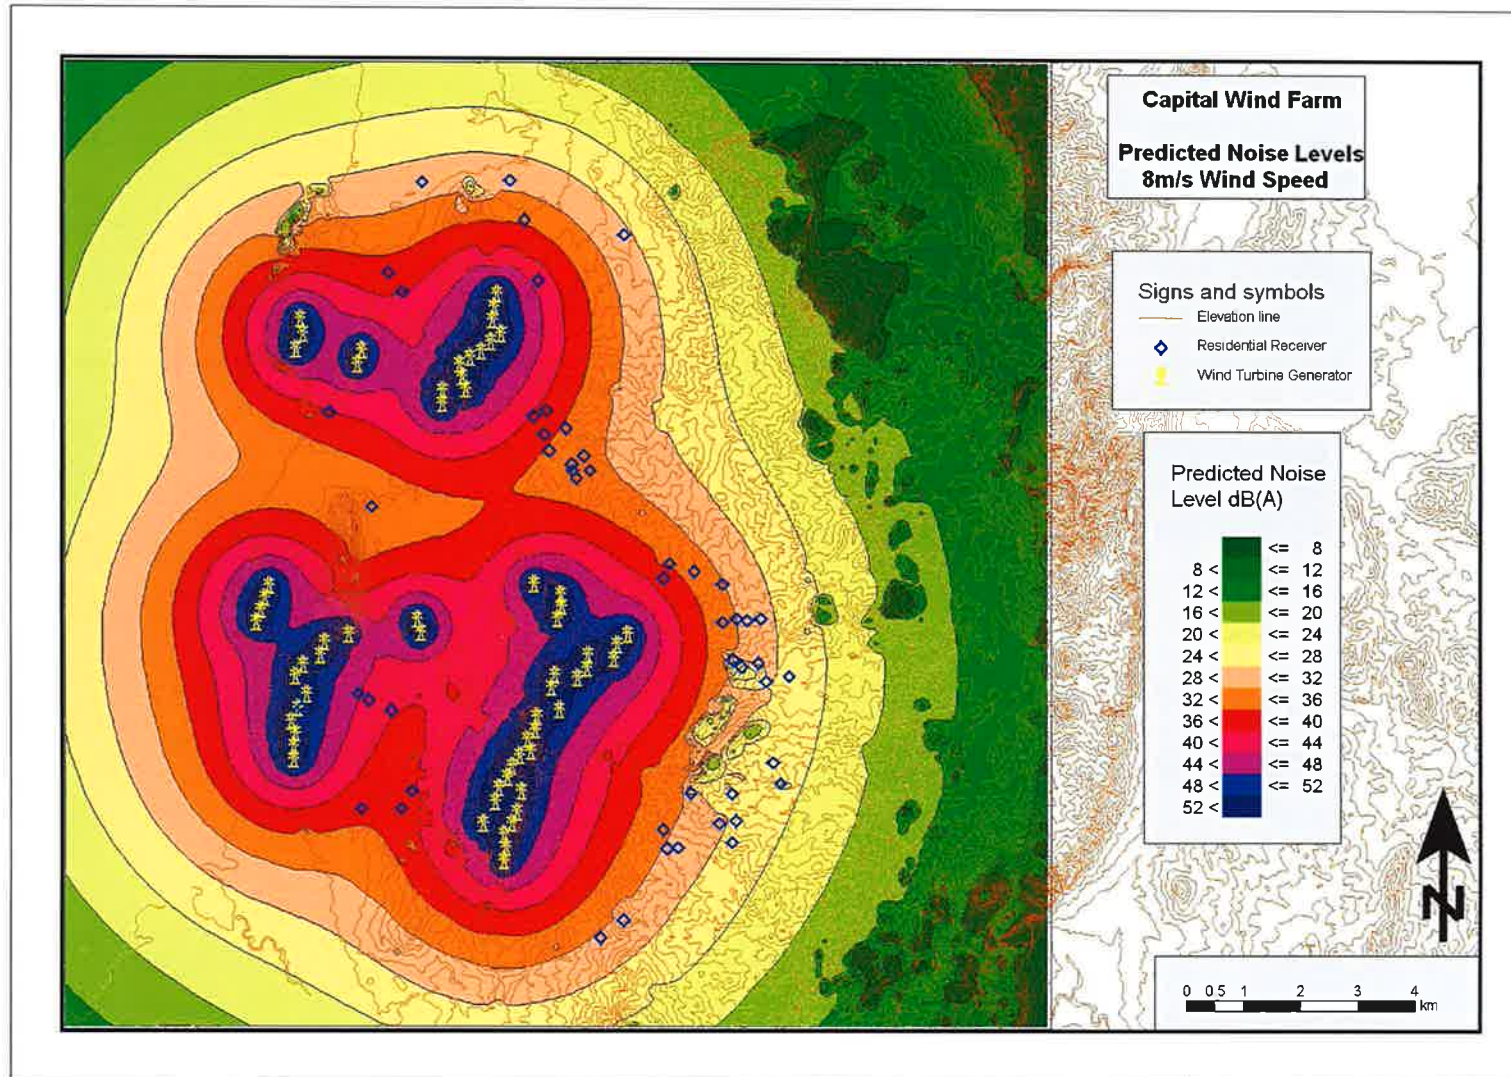 Capital Wind Farm
Predicted Noise Levels
8m/s Wind Speed
Signs and symbols
Elevation line
Residential Receiver
Wind Turbine Generator
Predicted Noise
Level dB(A)
<= 8
8 < <= 12
12 < <= 16
16 < <= 20
20 < <= 24
24 < <= 28
28 < <= 32
32 < <= 36
36 < <= 40
40 < <= 44
44 < <= 48
48 < <= 52
52 <
N
0 0.5 1 2 3 4
km